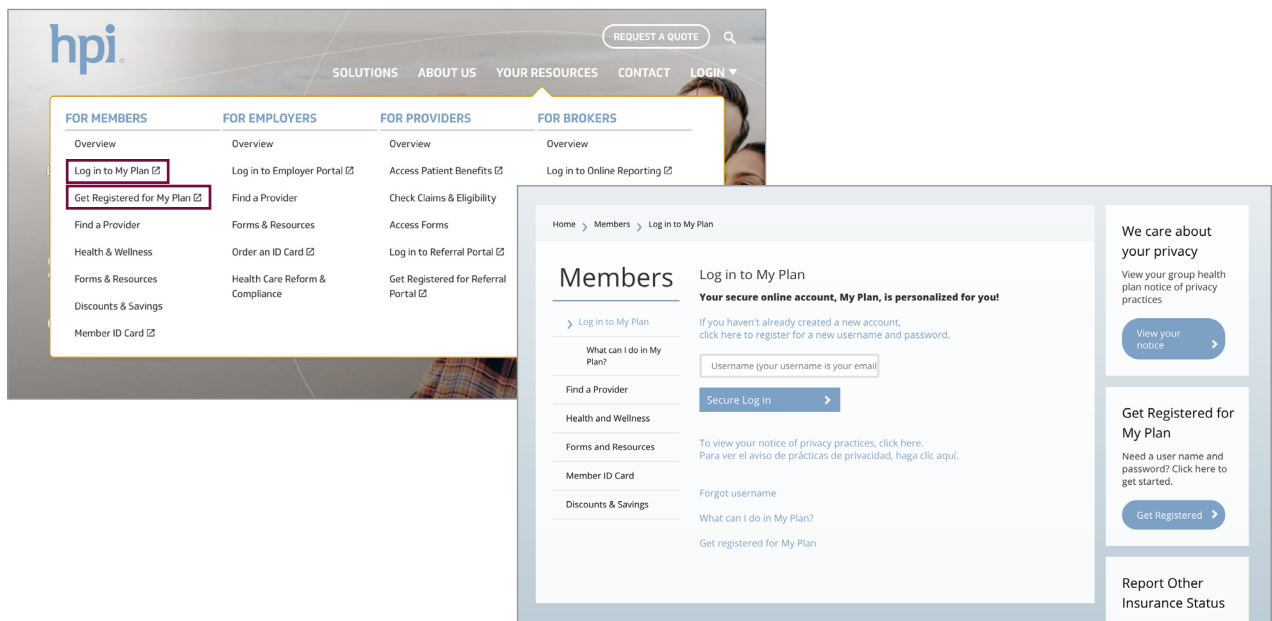 hpi.
REQUEST A QUOTE
SOLUTIONS ABOUT US YOUR RESOURCES CONTACT LOGIN
FOR MEMBERS
Overview
Log in to My Plan
Get Registered for My Plan
Find a Provider
Health & Wellness
Forms & Resources
Discounts & Savings
Member ID Card
FOR EMPLOYERS
Overview
Log in to Employer Portal
Find a Provider
Forms & Resources
Order an ID Card
Health Care Reform &
Compliance
FOR PROVIDERS
Overview
Access Patient Benefits
Check Claims & Eligibility
Access Forms
Log in to Referral Portal
Get Registered for Referral
Portal
FOR BROKERS
Overview
Log in to Online Reporting
Home Members Log in to My Plan
Members
Log in to My Plan
What can I do in My
Plan?
Find a Provider
Health and Wellness
Forms and Resources
Member ID Card
Discounts & Savings
Log in to My Plan
Your secure online account, My Plan, is personalized for you!
If you haven't already created a new account,
click here to register for a new username and password.
Username (your username is your email
Secure Log in
To view your notice of privacy practices, click here.
Para ver el aviso de prácticas de privacidad, haga clic aquí.
Forgot username
What can I do in My Plan?
Get registered for My Plan
We care about
your privacy
View your group health
plan notice of privacy
practices
View your
notice
Get Registered for
My Plan
Need a user name and
password? Click here to
get started.
Get Registered
Report Other
Insurance Status